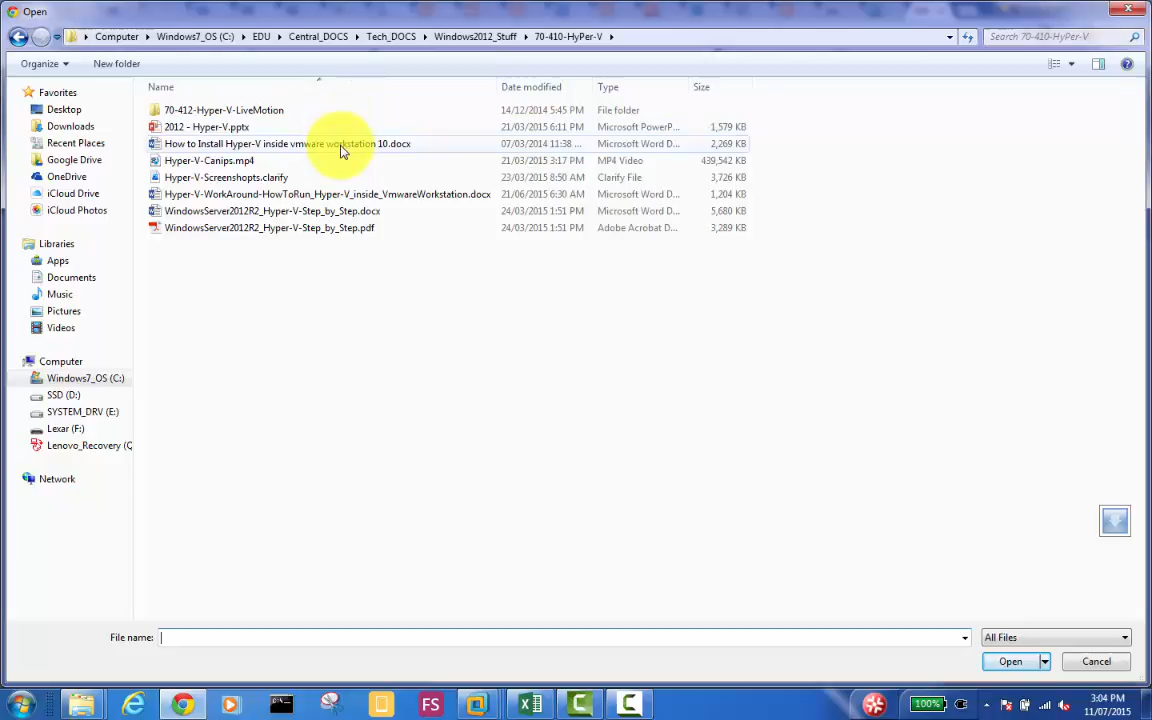 Open
Computer Windows7_OS (C:) EDU Central_DOCS Tech_DOCS Windows2012_Stuff 70-410-HyPer-V Search 70-410-HyPer-V
Organize New folder
Name Date modified Type Size
Favorites
Desktop
Downloads
Recent Places
Google Drive
OneDrive
iCloud Drive
iCloud Photos
Libraries
Apps
Documents
Music
Pictures
Videos
Computer
Windows7_OS (C:)
SSD (D:)
SYSTEM_DRV (E:)
Lexar (F:)
Lenovo_Recovery (Q
Network
70-412-Hyper-V-LiveMotion 14/12/2014 5:45 PM File folder
2012 - Hyper-V.pptx 21/03/2015 6:11 PM Microsoft PowerP... 1,579 KB
How to Install Hyper-V inside vmware workstation 10.docx 07/03/2014 11:38 ... Microsoft Word D... 2,269 KB
Hyper-V-Canips.mp4 21/03/2015 3:17 PM MP4 Video 439,542 KB
Hyper-V-Screenshopts.clarify 23/03/2015 8:50 AM Clarify File 3,726 KB
Hyper-V-WorkAround-HowToRun_Hyper-V_inside_VmwareWorkstation.docx 21/06/2015 6:30 AM Microsoft Word D... 1,204 KB
WindowsServer2012R2_Hyper-V-Step_by_Step.docx 24/03/2015 1:51 PM Microsoft Word D... 5,680 KB
WindowsServer2012R2_Hyper-V-Step_by_Step.pdf 24/03/2015 1:51 PM Adobe Acrobat D... 3,289 KB
File name: All Files
Open Cancel
FS 100% 3:04 PM
11/07/2015